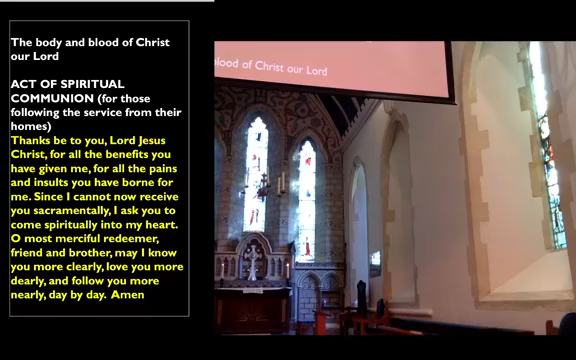 The body and blood of Christ
our Lord
ACT OF SPIRITUAL
COMMUNION (for those
following the service from their
homes)
Thanks be to you, Lord Jesus
Christ, for all the benefits you
have given me, for all the pains
and insults you have borne for
me. Since I cannot now receive
you sacramentally, I ask you to
come spiritually into my heart.
O most merciful redeemer,
friend and brother, may I know
you more clearly, love you more
dearly, and follow you more
nearly, day by day. Amen
blood of Christ our Lord